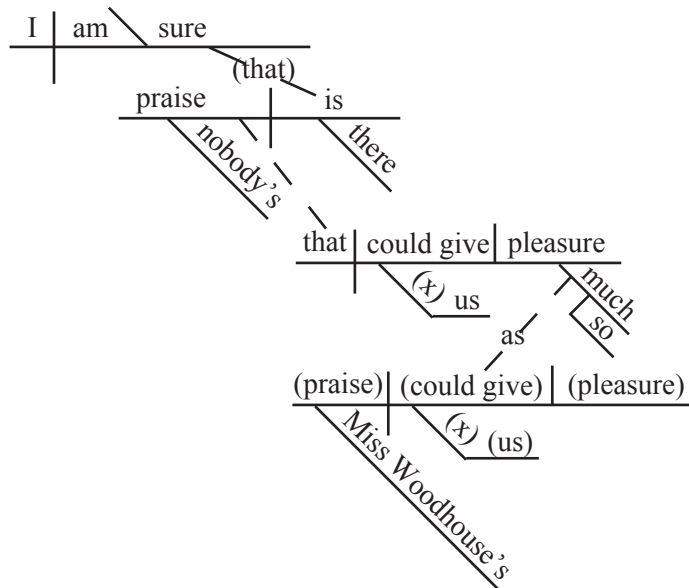 I am sure
(that)
praise is
nobody's there
that could give pleasure
(x) us much
so
as
(praise) (could give) (pleasure)
(x) (us)
Miss Woodhouse's